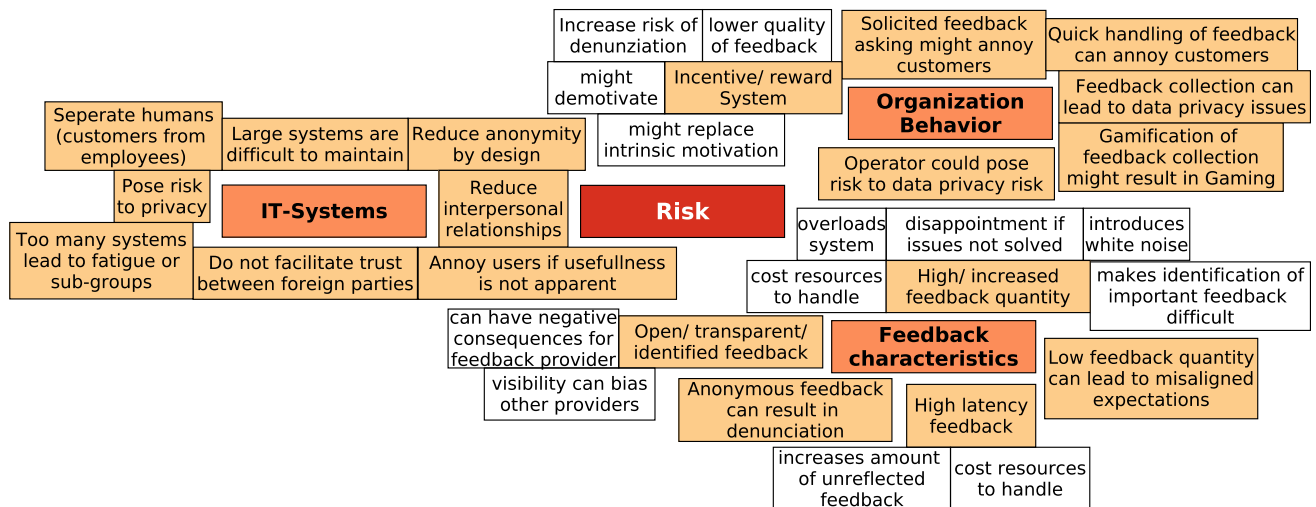 Increase risk of
denunziation
lower quality
of feedback
might
demotivate
Incentive/ reward
System
might replace
intrinsic motivation
Solicited feedback
asking might annoy
customers
Quick handling of feedback
can annoy customers
Organization
Behavior
Feedback collection can
lead to data privacy issues
Gamification of
feedback collection
might result in Gaming
Operator could pose
risk to data privacy risk
Seperate humans
(customers from
employees)
Large systems are
difficult to maintain
Reduce anonymity
by design
Pose risk
to privacy
IT-Systems
Reduce
interpersonal
relationships
Risk
Too many systems
lead to fatigue or
sub-groups
Do not facilitate trust
between foreign parties
Annoy users if usefullness
is not apparent
overloads
system
disappointment if
issues not solved
introduces
white noise
cost resources
to handle
High/ increased
feedback quantity
makes identification of
important feedback
difficult
can have negative
consequences for
feedback provider
Open/ transparent/
identified feedback
Feedback
characteristics
Low feedback quantity
can lead to misaligned
expectations
visibility can bias
other providers
Anonymous feedback
can result in
denunciation
High latency
feedback
increases amount
of unreflected
feedback
cost resources
to handle